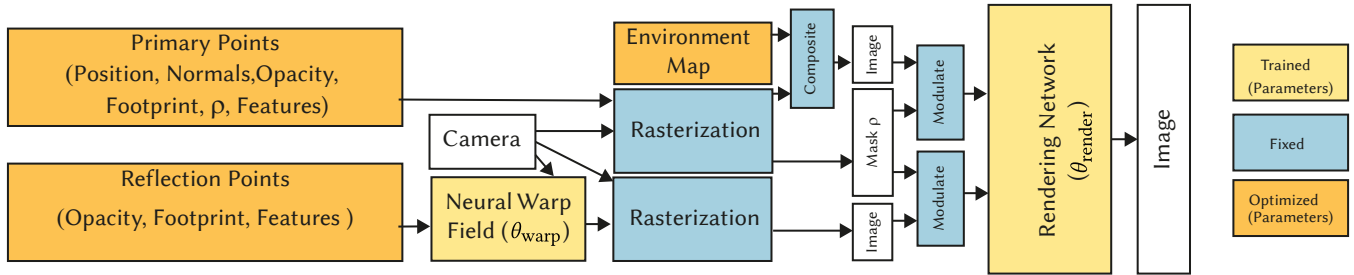 Primary Points
(Position, Normals,Opacity,
Footprint, ρ, Features)
Reflection Points
(Opacity, Footprint, Features )
Camera
Neural Warp
Field (θwarp)
Environment
Map
Rasterization
Rasterization
Composite
Image
Mask ρ
Image
Modulate
Modulate
Rendering Network
(θrender)
Image
Trained
(Parameters)
Fixed
Optimized
(Parameters)